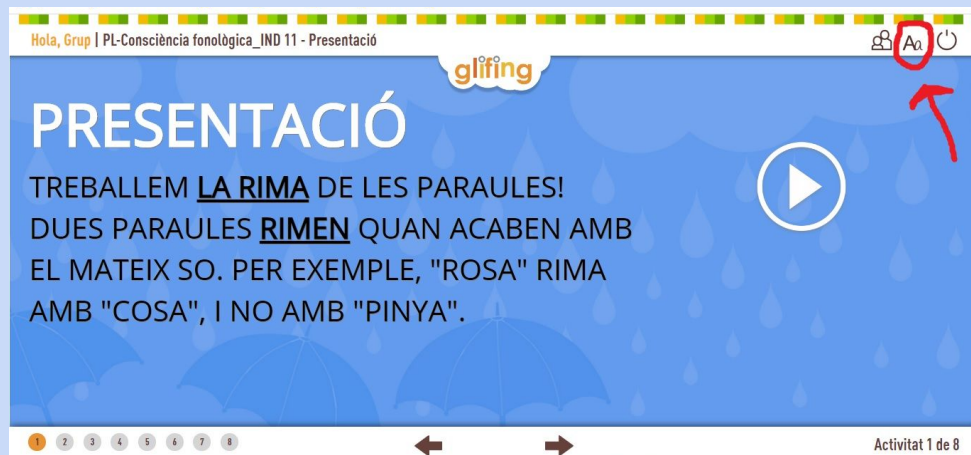 Hola, Grup | PL-Consciència fonològica_IND 11 - Presentació
Aa
glifing
PRESENTACIÓ
TREBALLEM LA RIMA DE LES PARAULES!
DUES PARAULES RIMEN QUAN ACABEN AMB
EL MATEIX SO. PER EXEMPLE, "ROSA" RIMA
AMB "COSA", I NO AMB "PINYA".
1 2 3 4 5 6 7 8
Activitat 1 de 8